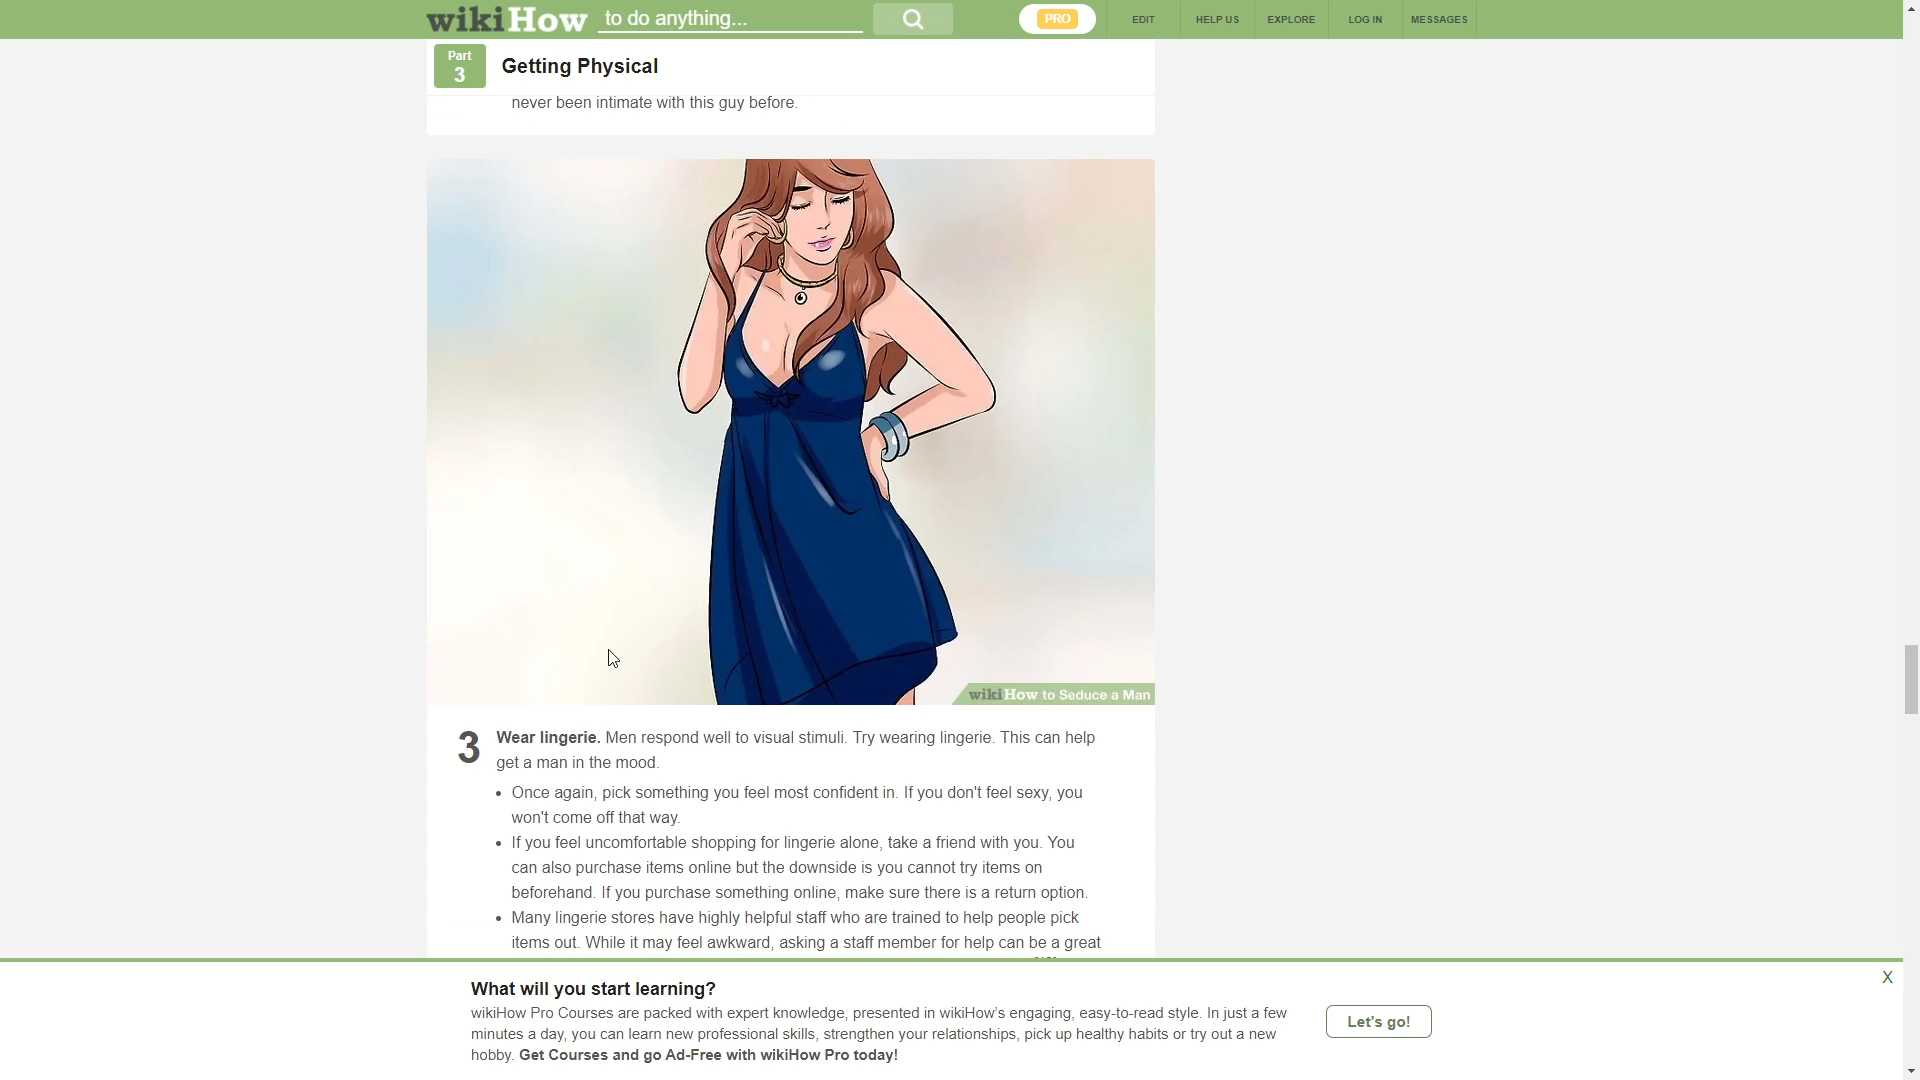 wikiHow to do anything...
PRO
EDIT
HELP US
EXPLORE
LOG IN
MESSAGES
Part
3
Getting Physical
never been intimate with this guy before.
wikiHow to Seduce a Man
3
Wear lingerie. Men respond well to visual stimuli. Try wearing lingerie. This can help
get a man in the mood.
• Once again, pick something you feel most confident in. If you don't feel sexy, you
won't come off that way.
• If you feel uncomfortable shopping for lingerie alone, take a friend with you. You
can also purchase items online but the downside is you cannot try items on
beforehand. If you purchase something online, make sure there is a return option.
• Many lingerie stores have highly helpful staff who are trained to help people pick
items out. While it may feel awkward, asking a staff member for help can be a great
What will you start learning?
X
wikiHow Pro Courses are packed with expert knowledge, presented in wikiHow's engaging, easy-to-read style. In just a few
minutes a day, you can learn new professional skills, strengthen your relationships, pick up healthy habits or try out a new
hobby. Get Courses and go Ad-Free with wikiHow Pro today!
Let's go!